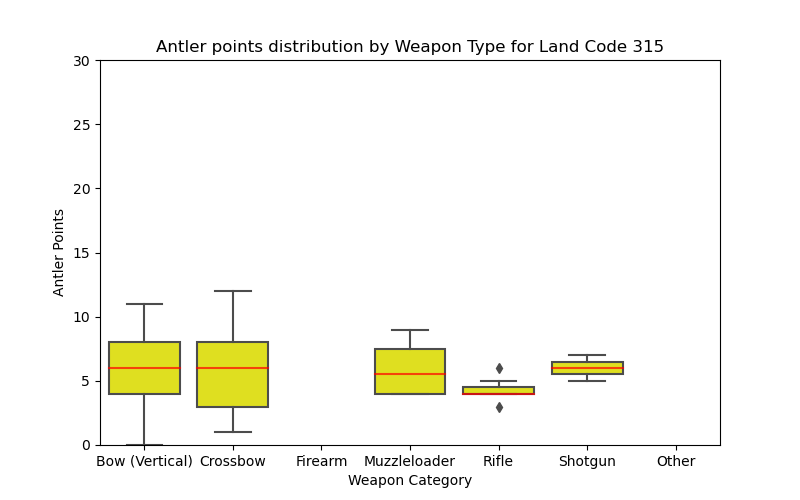 Antler points distribution by Weapon Type for Land Code 315
30
25
20
15
10
5
0
Antler Points
Bow (Vertical) Crossbow Firearm Muzzleloader Rifle Shotgun Other
Weapon Category